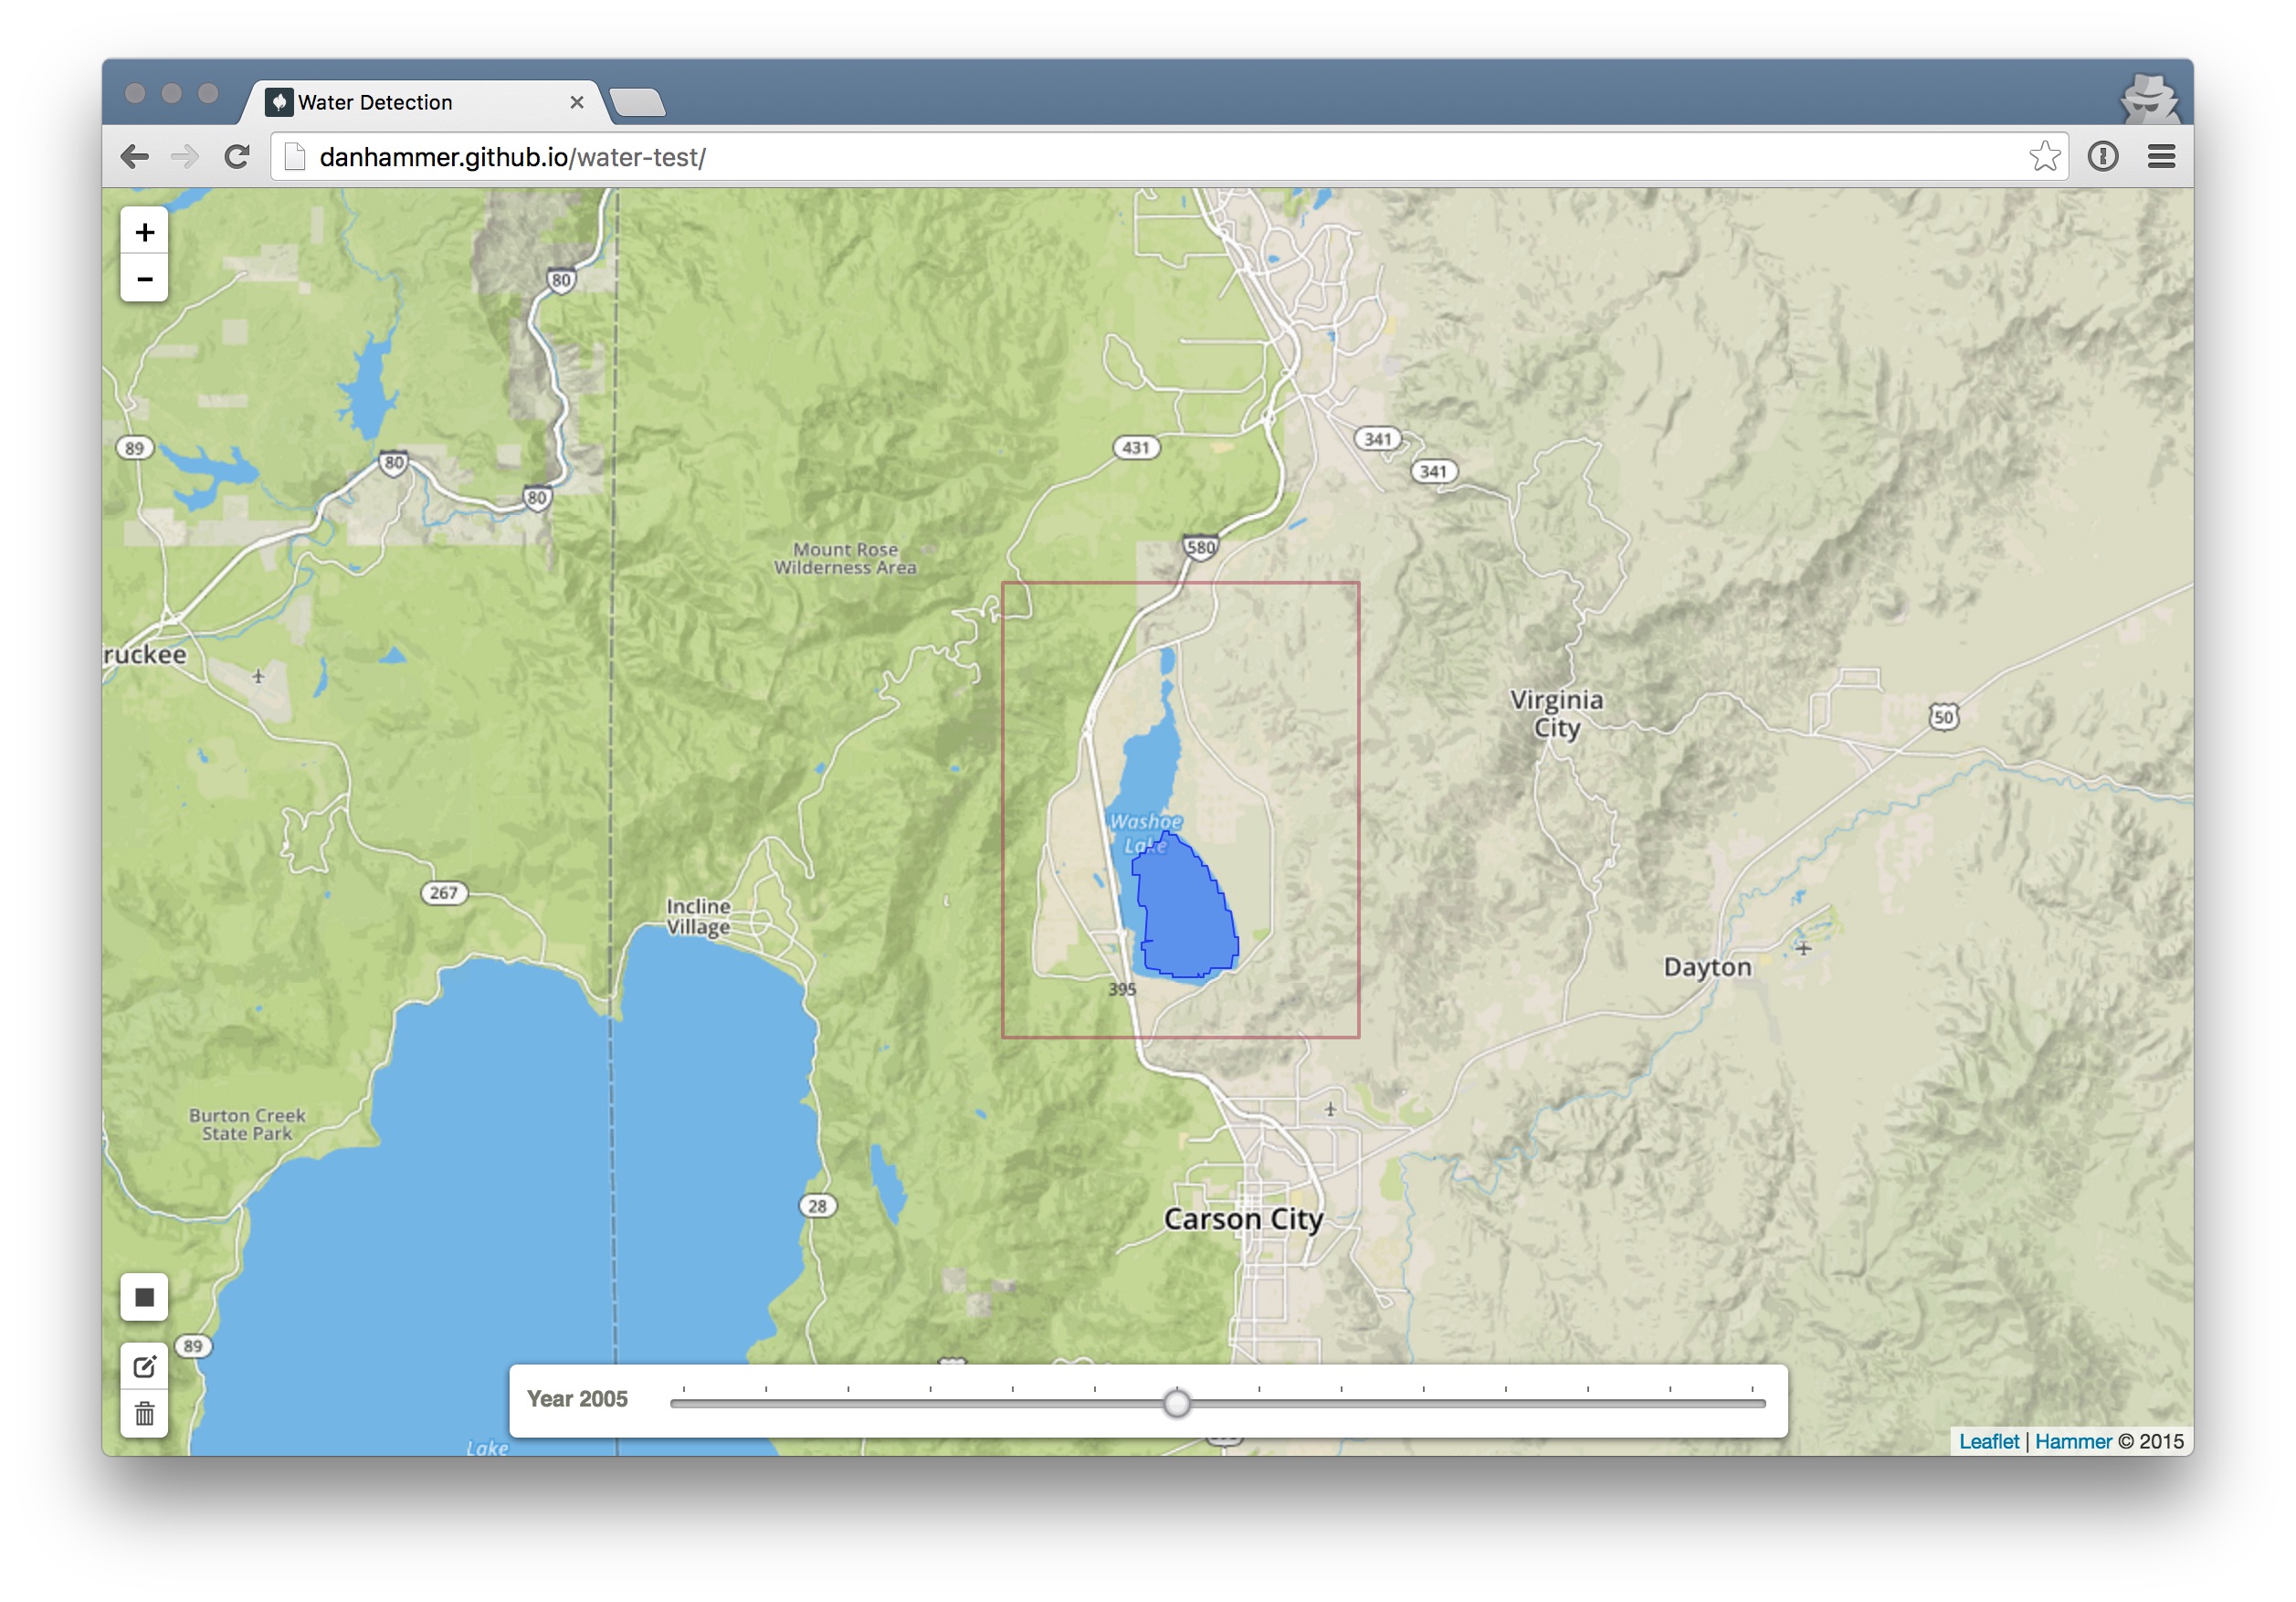 Water Detection
danhammer.github.io/water-test/
+
-
80
89
80
80
431
341
341
580
Mount Rose
Wilderness Area
ruckee
Virginia
City
50
Washoe
Lake
267
Incline
Village
Dayton
395
Burton Creek
State Park
28
Carson City
89
Year 2005
Lake
Leaflet | Hammer © 2015